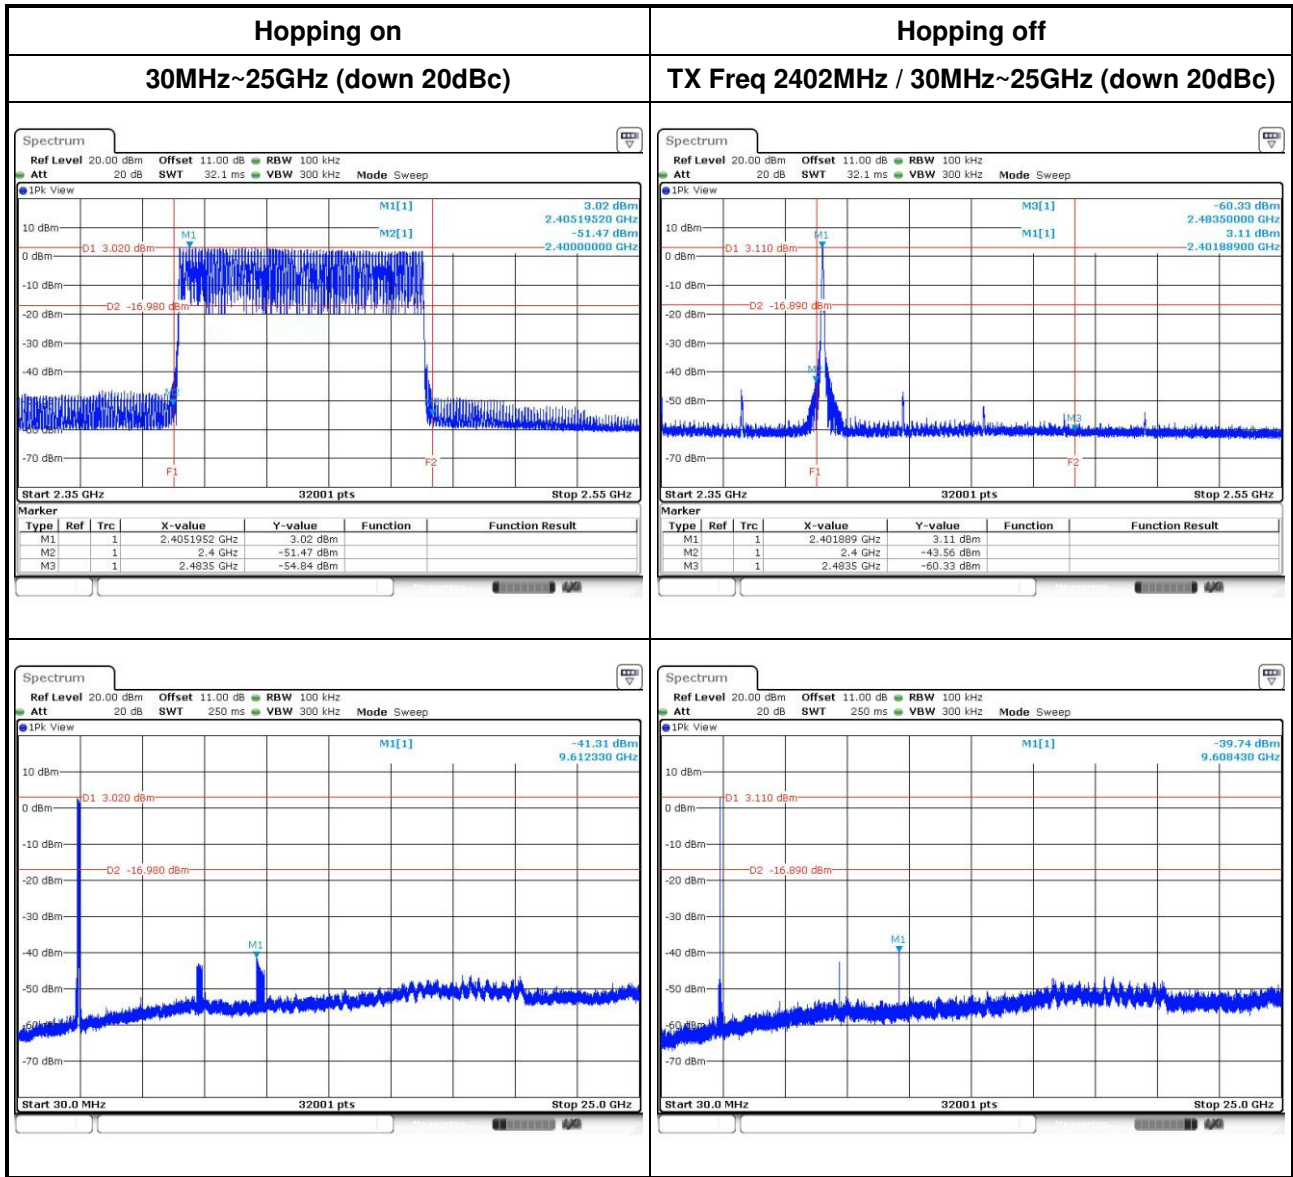 Hopping on
Hopping off
30MHz~25GHz (down 20dBc)
TX Freq 2402MHz / 30MHz~25GHz (down 20dBc)
Spectrum
Ref Level 20.00 dBm Offset 11.00 dB RBW 100 kHz
Att 20 dB SWT 32.1 ms VBW 300 kHz Mode Sweep
1Pk View
M1[1] 3.02 dBm
2.40519520 GHz
M2[1] -51.47 dBm
2.40000000 GHz
10 dBm
M1
D1 3.020 dBm
0 dBm
-10 dBm
D2 -16.980 dBm
-20 dBm
-30 dBm
-40 dBm
-70 dBm
F1
F2
Start 2.35 GHz 32001 pts Stop 2.55 GHz
Marker
Type Ref Trc X-value Y-value Function Function Result
M1 1 2.4051952 GHz 3.02 dBm
M2 1 2.4 GHz -51.47 dBm
M3 1 2.4835 GHz -54.84 dBm
Spectrum
Ref Level 20.00 dBm Offset 11.00 dB RBW 100 kHz
Att 20 dB SWT 32.1 ms VBW 300 kHz Mode Sweep
1Pk View
M3[1] -60.33 dBm
2.48350000 GHz
M1[1] 3.11 dBm
2.40188900 GHz
10 dBm
M1
D1 3.110 dBm
0 dBm
-10 dBm
D2 -16.890 dBm
-20 dBm
-30 dBm
-40 dBm
-50 dBm
M3
-60 dBm
-70 dBm
F1
F2
Start 2.35 GHz 32001 pts Stop 2.55 GHz
Marker
Type Ref Trc X-value Y-value Function Function Result
M1 1 2.401889 GHz 3.11 dBm
M2 1 2.4 GHz -43.56 dBm
M3 1 2.4835 GHz -60.33 dBm
Spectrum
Ref Level 20.00 dBm Offset 11.00 dB RBW 100 kHz
Att 20 dB SWT 250 ms VBW 300 kHz Mode Sweep
1Pk View
M1[1] -41.31 dBm
9.612330 GHz
10 dBm
D1 3.020 dBm
0 dBm
-10 dBm
D2 -16.980 dBm
-20 dBm
-30 dBm
M1
-40 dBm
-50 dBm
-60 dBm
-70 dBm
Start 30.0 MHz 32001 pts Stop 25.0 GHz
Spectrum
Ref Level 20.00 dBm Offset 11.00 dB RBW 100 kHz
Att 20 dB SWT 250 ms VBW 300 kHz Mode Sweep
1Pk View
M1[1] -39.74 dBm
9.608430 GHz
10 dBm
D1 3.110 dBm
0 dBm
-10 dBm
D2 -16.890 dBm
-20 dBm
-30 dBm
M1
-40 dBm
-50 dBm
-60 dBm
-70 dBm
Start 30.0 MHz 32001 pts Stop 25.0 GHz